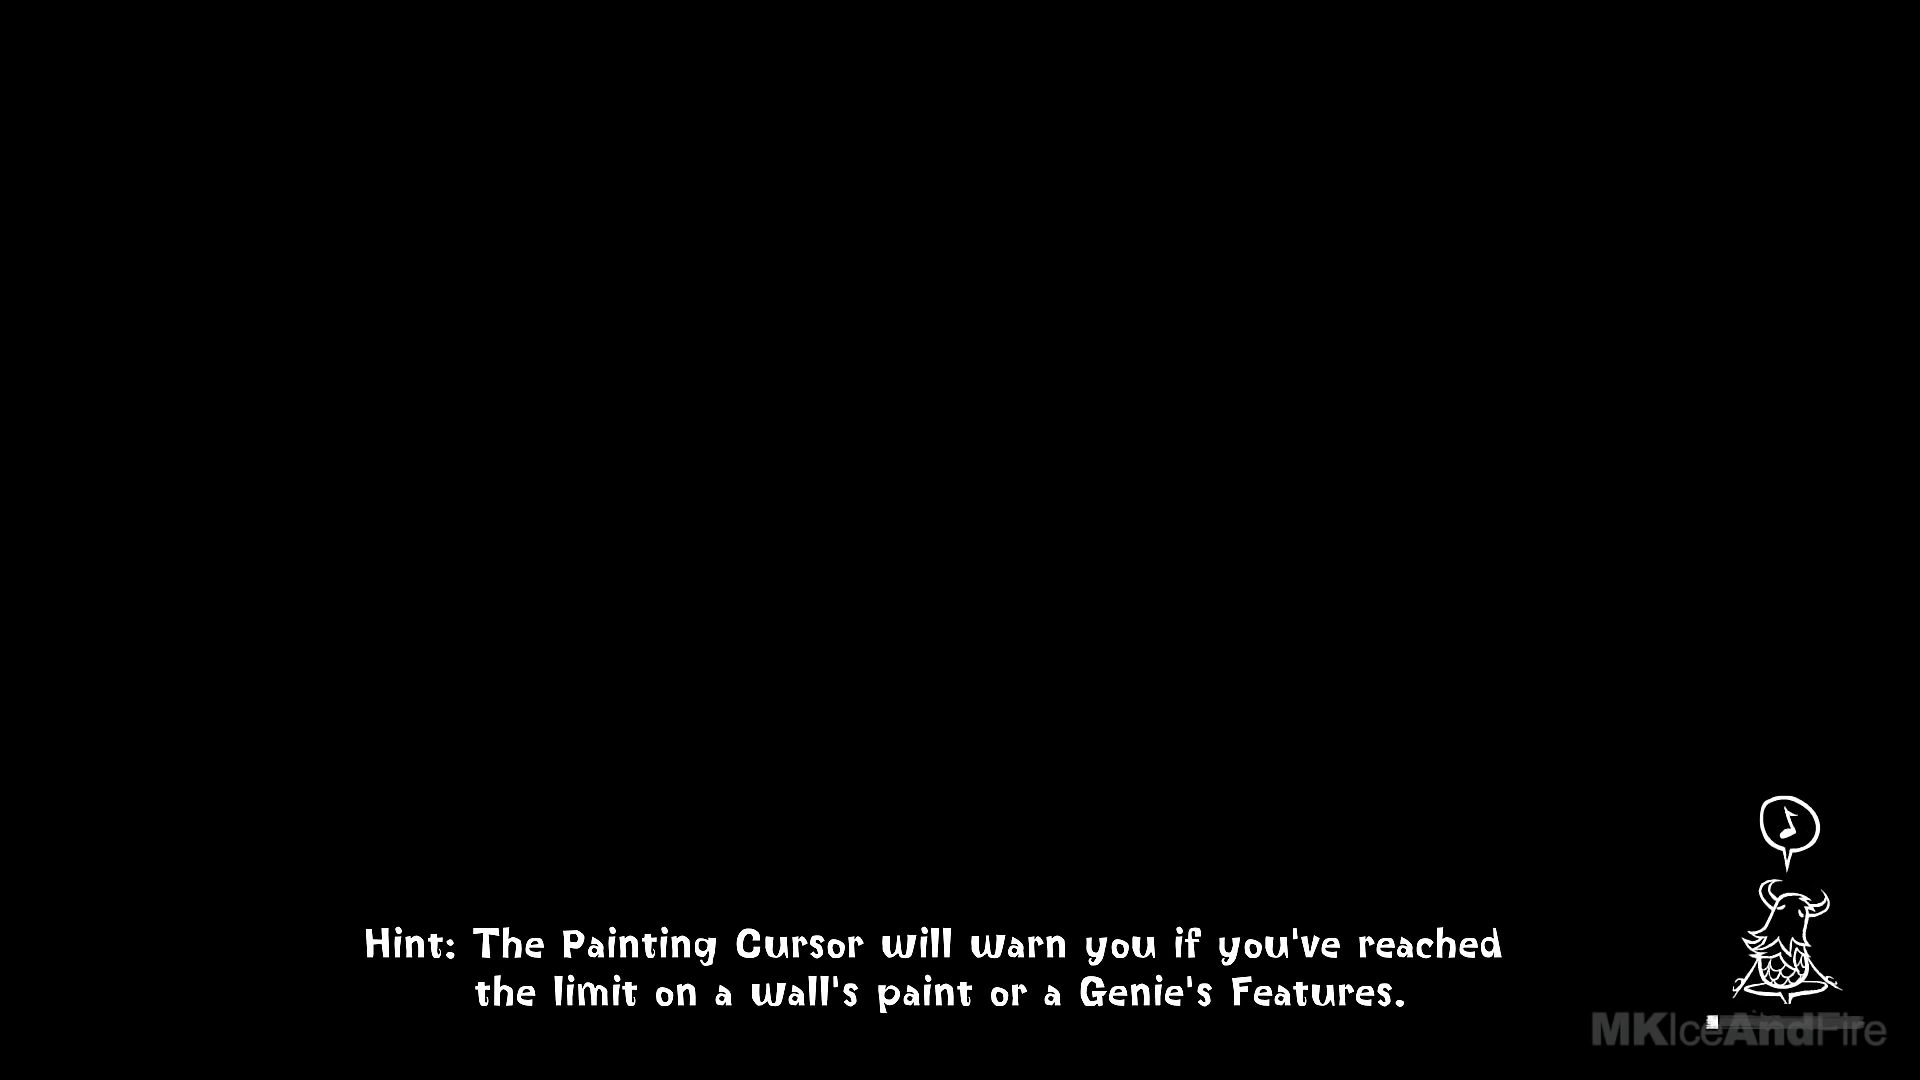 Hint: The Painting Cursor will warn you if you've reached
the limit on a wall's paint or a Genie's Features.
MKIceAndFire